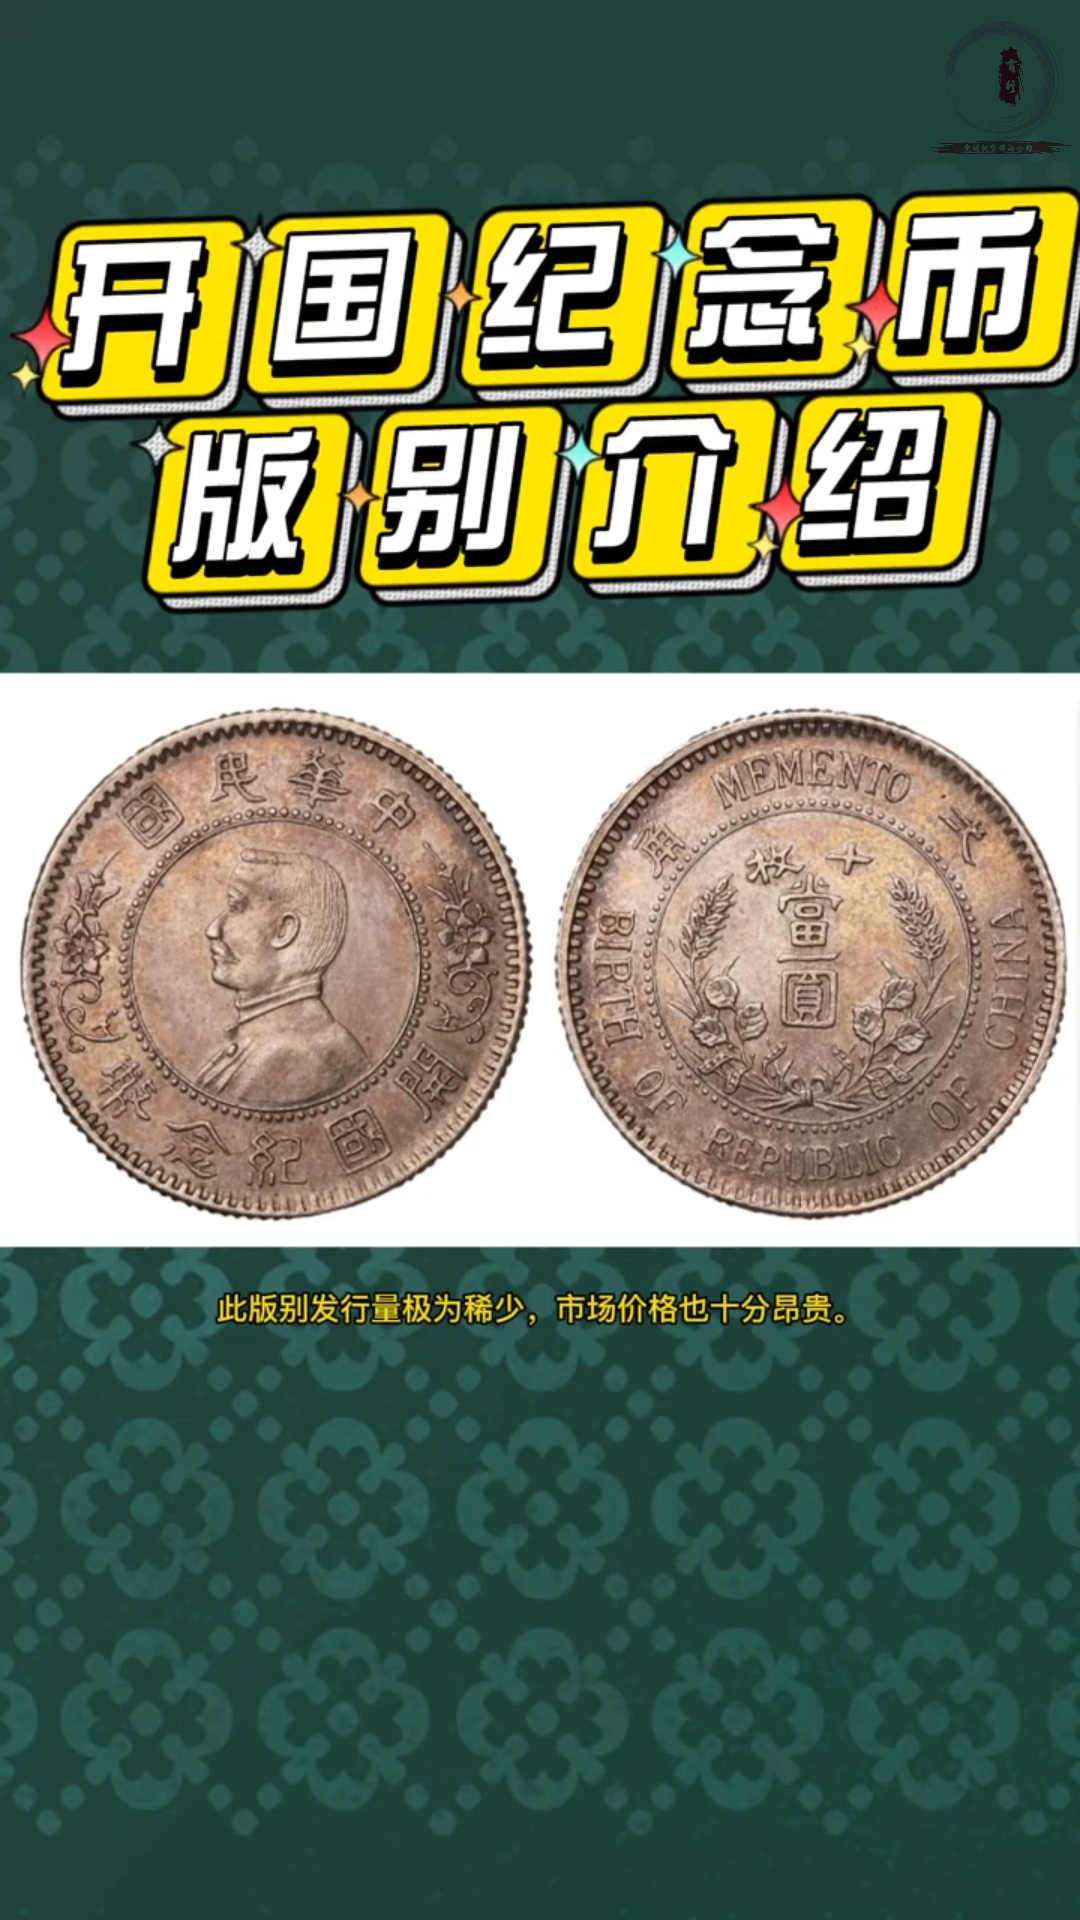 开国纪念币
版别介绍
中華民國
開國紀念幣
MEMENTO
貳角
十枚
當一圓
BIRTH OF REPUBLIC OF CHINA
此版别发行量极为稀少，市场价格也十分昂贵。